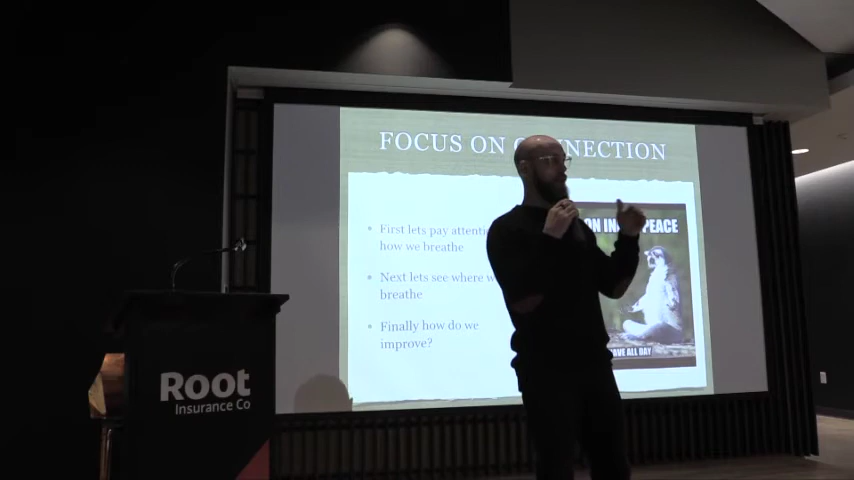 FOCUS ON CONNECTION
First lets pay attenti
how we breathe
Next lets see where w
breathe
Finally how do we
improve?
ON IN PEACE
AVE ALL DAY
ROOT
INSURANCE CO